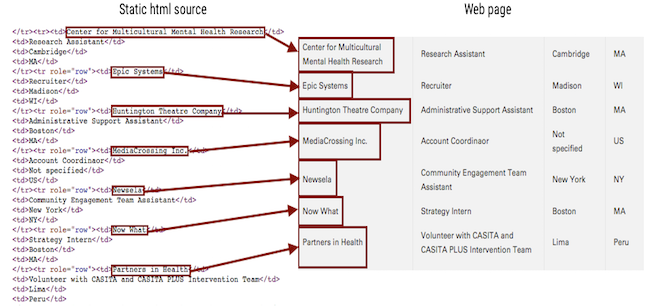 Static html source
Web page
</tr><tr><td>Center for Multicultural Mental Health Research</td>
<td>Research Assistant</td>
<td>Cambridge</td>
<td>MA</td>
</tr><tr role="row"><td>Epic Systems</td>
<td>Recruiter</td>
<td>Madison</td>
<td>WI</td>
</tr><tr role="row"><td>Huntington Theatre Company</td>
<td>Administrative Support Assistant</td>
<td>Boston</td>
<td>MA</td>
</tr><tr role="row"><td>MediaCrossing Inc.</td>
<td>Account Coordinaor</td>
<td>Not specified</td>
<td>US</td>
</tr><tr role="row"><td>Newsela</td>
<td>Community Engagement Team Assistant</td>
<td>New York</td>
<td>NY</td>
</tr><tr role="row"><td>Now What</td>
<td>Strategy Intern</td>
<td>Boston</td>
<td>MA</td>
</tr><tr role="row"><td>Partners in Health</td>
<td>Volunteer with CASITA and CASITA PLUS Intervention Team</td>
<td>Lima</td>
<td>Peru</td>
Center for Multicultural
Mental Health Research
Research Assistant
Cambridge
MA
Epic Systems
Recruiter
Madison
WI
Huntington Theatre Company
Administrative Support Assistant
Boston
MA
MediaCrossing Inc.
Account Coordinaor
Not
specified
US
Newsela
Community Engagement Team
Assistant
New York
NY
Now What
Strategy Intern
Boston
MA
Partners in Health
Volunteer with CASITA and
CASITA PLUS Intervention Team
Lima
Peru